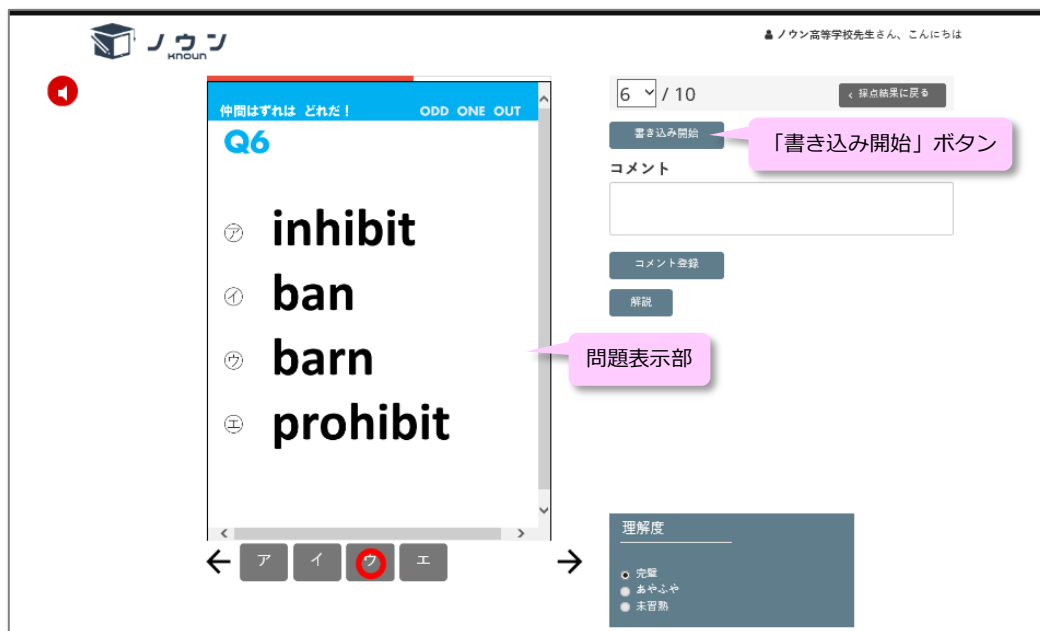 ノウン
KNOUN
ノウン高等学校先生さん、こんにちは
仲間はずれは どれだ！ ODD ONE OUT
Q6
㋐ inhibit
㋑ ban
㋒ barn
㋓ prohibit
ア イ ウ エ
6 / 10
< 採点結果に戻る
書き込み開始
「書き込み開始」ボタン
コメント
コメント登録
解説
問題表示部
理解度
完璧
あやふや
未習熟